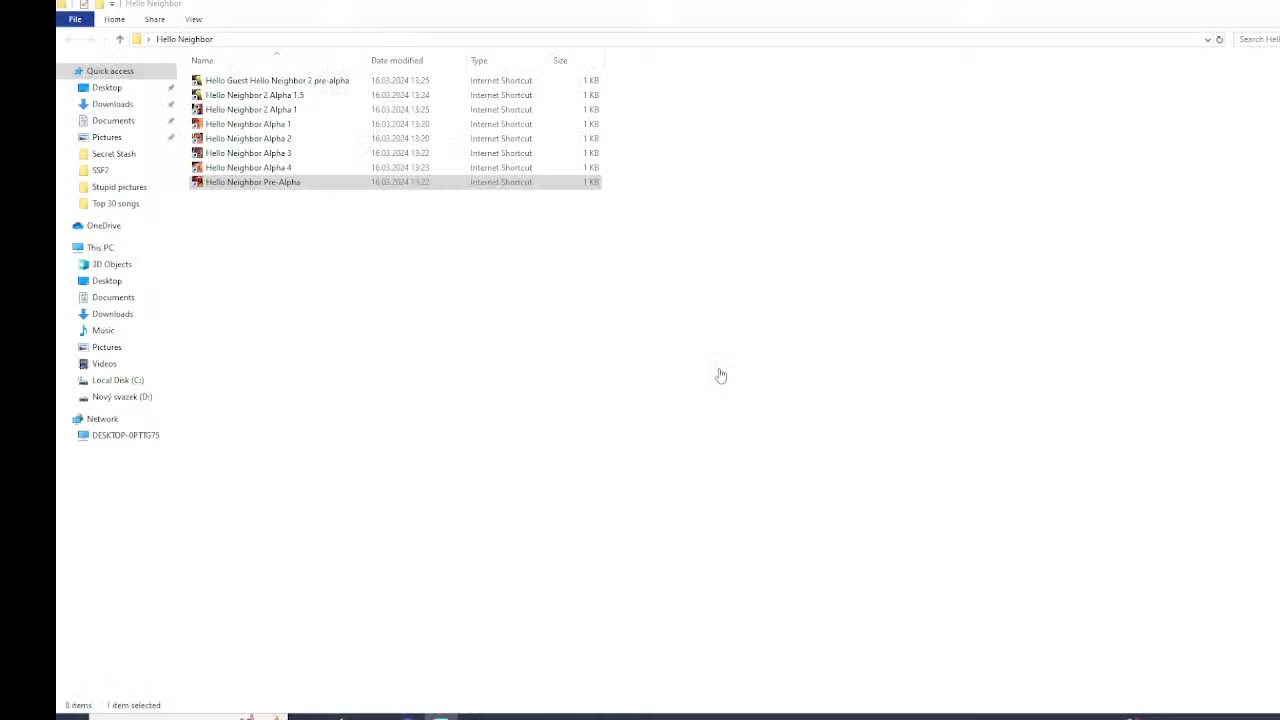 Hello Neighbor
File Home Share View
Hello Neighbor Search Hell
Name Date modified Type Size
Quick access
Hello Guest Hello Neighbor 2 pre-alpha 16.03.2024 13:25 Internet Shortcut 1 KB
Desktop
Hello Neighbor 2 Alpha 1.5 16.03.2024 13:24 Internet Shortcut 1 KB
Downloads
Hello Neighbor 2 Alpha 1 16.03.2024 13:25 Internet Shortcut 1 KB
Documents
Hello Neighbor Alpha 1 16.03.2024 13:20 Internet Shortcut 1 KB
Pictures
Hello Neighbor Alpha 2 16.03.2024 13:20 Internet Shortcut 1 KB
Secret Stash
Hello Neighbor Alpha 3 16.03.2024 13:22 Internet Shortcut 1 KB
SSF2
Hello Neighbor Alpha 4 16.03.2024 13:23 Internet Shortcut 1 KB
Stupid pictures
Hello Neighbor Pre-Alpha 16.03.2024 13:22 Internet Shortcut 1 KB
Top 30 songs
OneDrive
This PC
3D Objects
Desktop
Documents
Downloads
Music
Pictures
Videos
Local Disk (C:)
Nový svazek (D:)
Network
DESKTOP-0PTTG75
8 items 1 item selected